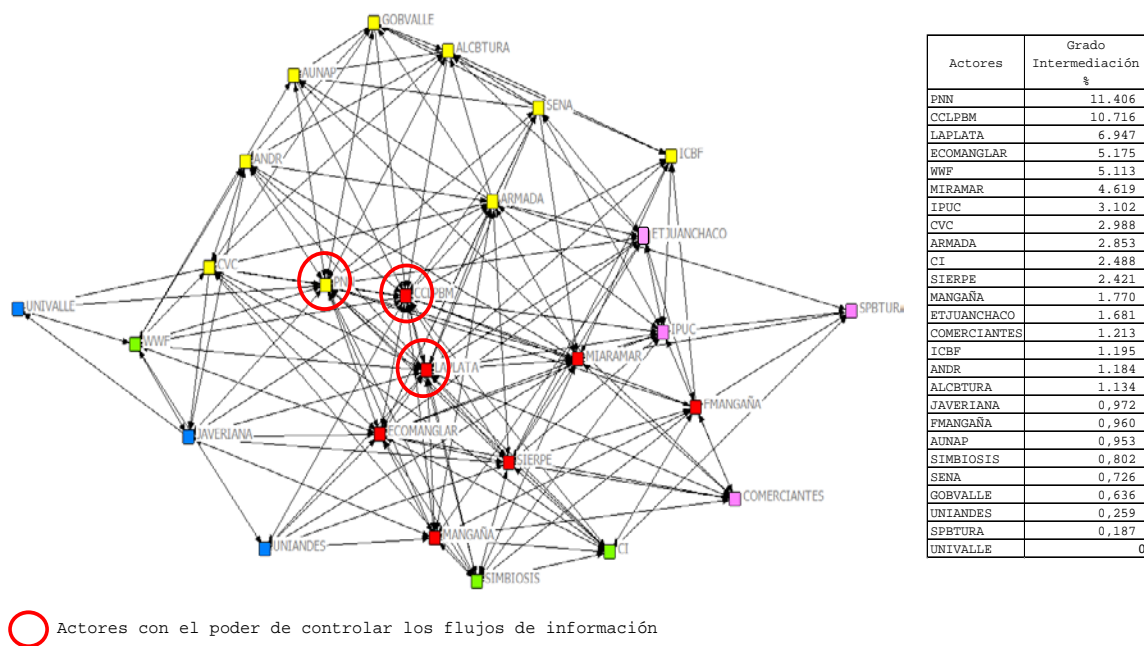 GOBVALLE
ALCBTURA
AUNAP
SENA
ICBF
ANDR
ARMADA
ETJUANCHACO
CVC
PN
CCLPBM
UNIVALLE
SPBTURA
WWF
IPUC
MIARAMAR
LAPLATA
FMANGAÑA
JAVERIANA
ECOMANGLAR
SIERPE
COMERCIANTES
MANGAÑA
UNIANDES
CI
SIMBIOSIS
Actores con el poder de controlar los flujos de información
Actores Grado Intermediación %
PNN 11.406
CCLPBM 10.716
LAPLATA 6.947
ECOMANGLAR 5.175
WWF 5.113
MIRAMAR 4.619
IPUC 3.102
CVC 2.988
ARMADA 2.853
CI 2.488
SIERPE 2.421
MANGAÑA 1.770
ETJUANCHACO 1.681
COMERCIANTES 1.213
ICBF 1.195
ANDR 1.184
ALCBTURA 1.134
JAVERIANA 0,972
FMANGAÑA 0,960
AUNAP 0,953
SIMBIOSIS 0,802
SENA 0,726
GOBVALLE 0,636
UNIANDES 0,259
SPBTURA 0,187
UNIVALLE 0